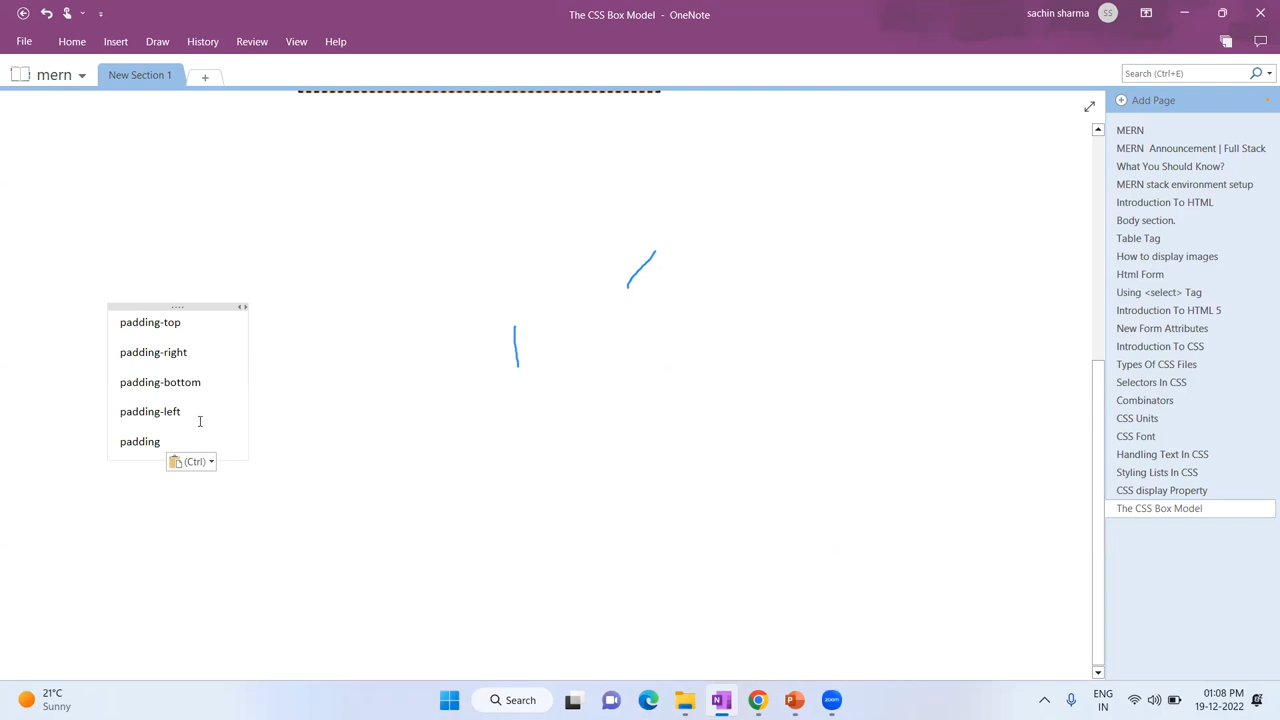 The CSS Box Model - OneNote
sachin sharma
SS
File Home Insert Draw History Review View Help
mern
New Section 1
+
Search (Ctrl+E)
Add Page
MERN
MERN Announcement | Full Stack
What You Should Know?
MERN stack environment setup
Introduction To HTML
Body section.
Table Tag
How to display images
Html Form
Using <select> Tag
Introduction To HTML 5
New Form Attributes
Introduction To CSS
Types Of CSS Files
Selectors In CSS
Combinators
CSS Units
CSS Font
Handling Text In CSS
Styling Lists In CSS
CSS display Property
The CSS Box Model
padding-top
padding-right
padding-bottom
padding-left
padding
(Ctrl)
21°C
Sunny
Search
ENG
IN
01:08 PM
19-12-2022